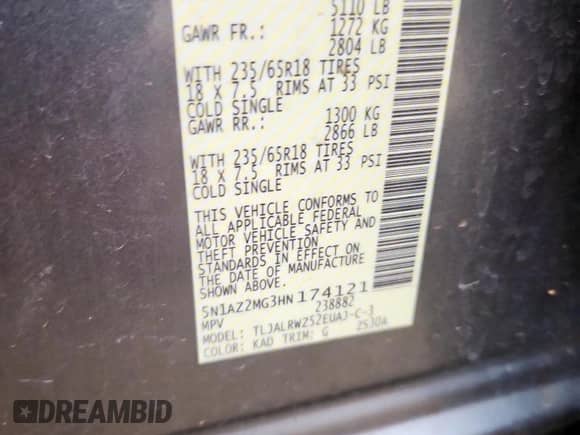 5110 LB
GAWR FR.: 1272 KG
2804 LB
WITH 235/65R18 TIRES
18 X 7.5 RIMS AT 33 PSI
COLD SINGLE
GAWR RR.: 1300 KG
2866 LB
WITH 235/65R18 TIRES
18 X 7.5 RIMS AT 33 PSI
COLD SINGLE
THIS VEHICLE CONFORMS TO
ALL APPLICABLE FEDERAL
MOTOR VEHICLE SAFETY AND
THEFT PREVENTION
STANDARDS IN EFFECT ON
THE DATE OF MANUFACTURE
SHOWN ABOVE.
5N1AZ2MG3HN174121
MPV 238882
MODEL: TLJALRWZ52EUAJ-C-3
COLOR: KAD TRIM: G 25304
DREAMBID